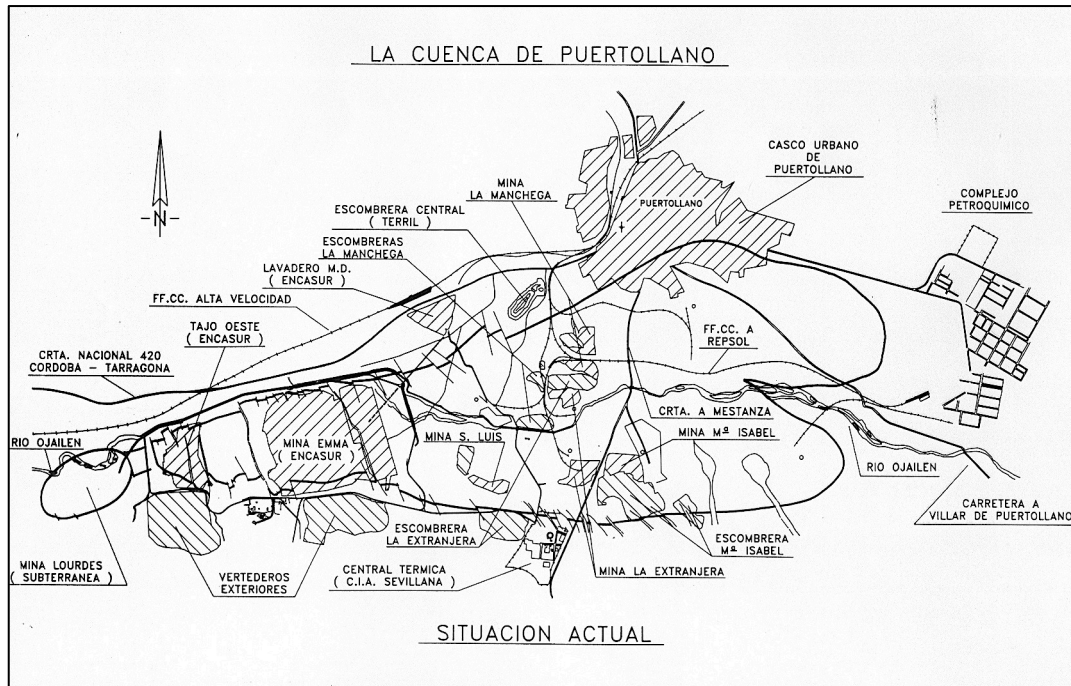 LA CUENCA DE PUERTOLLANO
CASCO URBANO
DE
PUERTOLLANO
MINA
LA MANCHEGA
COMPLEJO
PETROQUIMICO
ESCOMBRERA CENTRAL
( TERRIL )
PUERTOLLANO
-N-
ESCOMBRERAS
LA MANCHEGA
LAVADERO M.D.
( ENCASUR )
FF.CC. ALTA VELOCIDAD
TAJO OESTE
( ENCASUR )
FF.CC. A
REPSOL
CRTA. NACIONAL 420
CORDOBA - TARRAGONA
CRTA. A MESTANZA
RIO OJAILEN
MINA EMMA
( ENCASUR )
MINA S. LUIS
MINA Mª ISABEL
RIO OJAILEN
CARRETERA A
VILLAR DE PUERTOLLANO
ESCOMBRERA
LA EXTRANJERA
ESCOMBRERA
Mª ISABEL
MINA LOURDES
( SUBTERRANEA )
VERTEDEROS
EXTERIORES
CENTRAL TERMICA
( C.I.A. SEVILLANA )
MINA LA EXTRANJERA
SITUACION ACTUAL